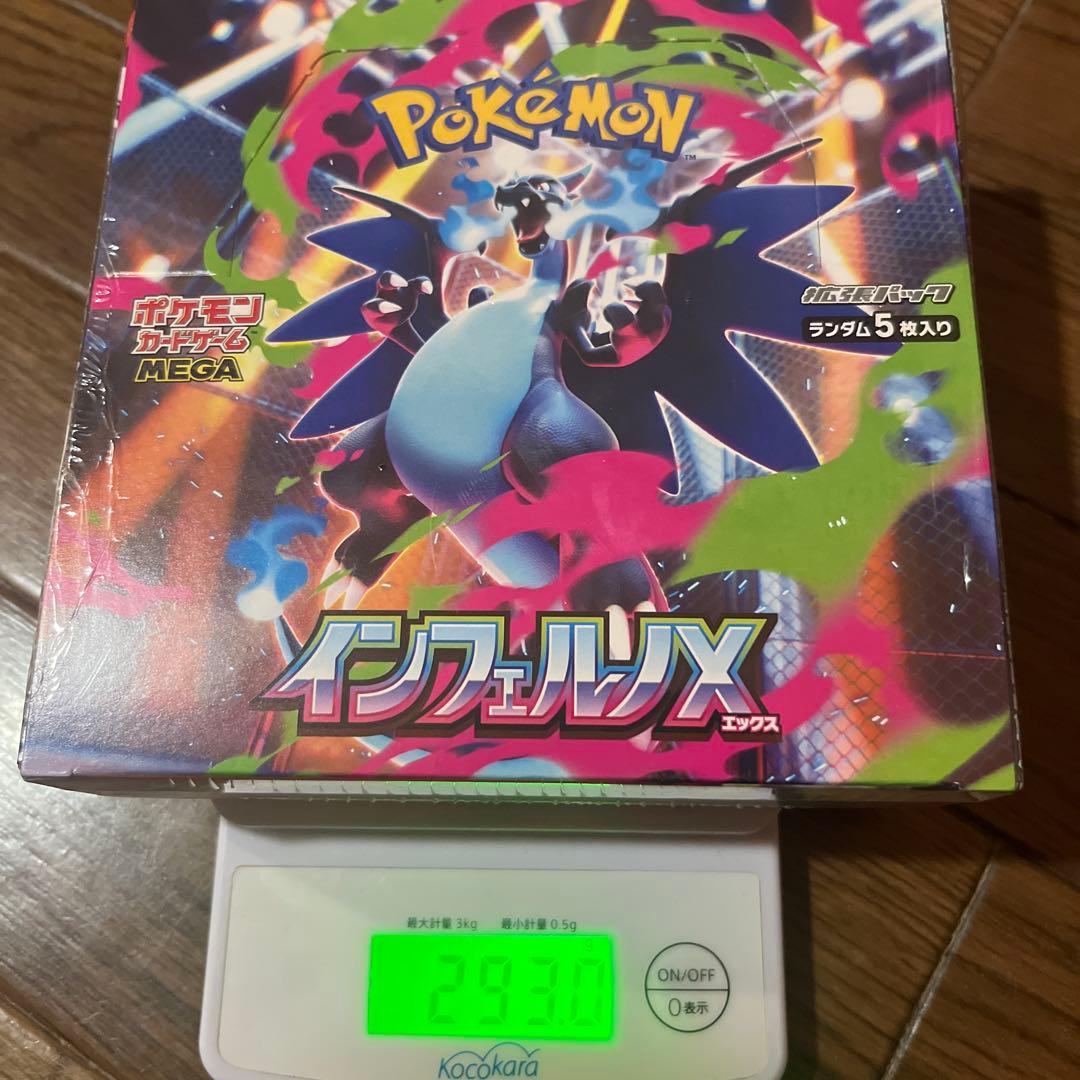 POKéMON
TM
ポケモン
カードゲーム
MEGA
拡張パック
ランダム5枚入り
インフェルノX
エックス
最大計量 3kg 最小計量 0.5g
g
293.0
ON/OFF
0表示
Kococara